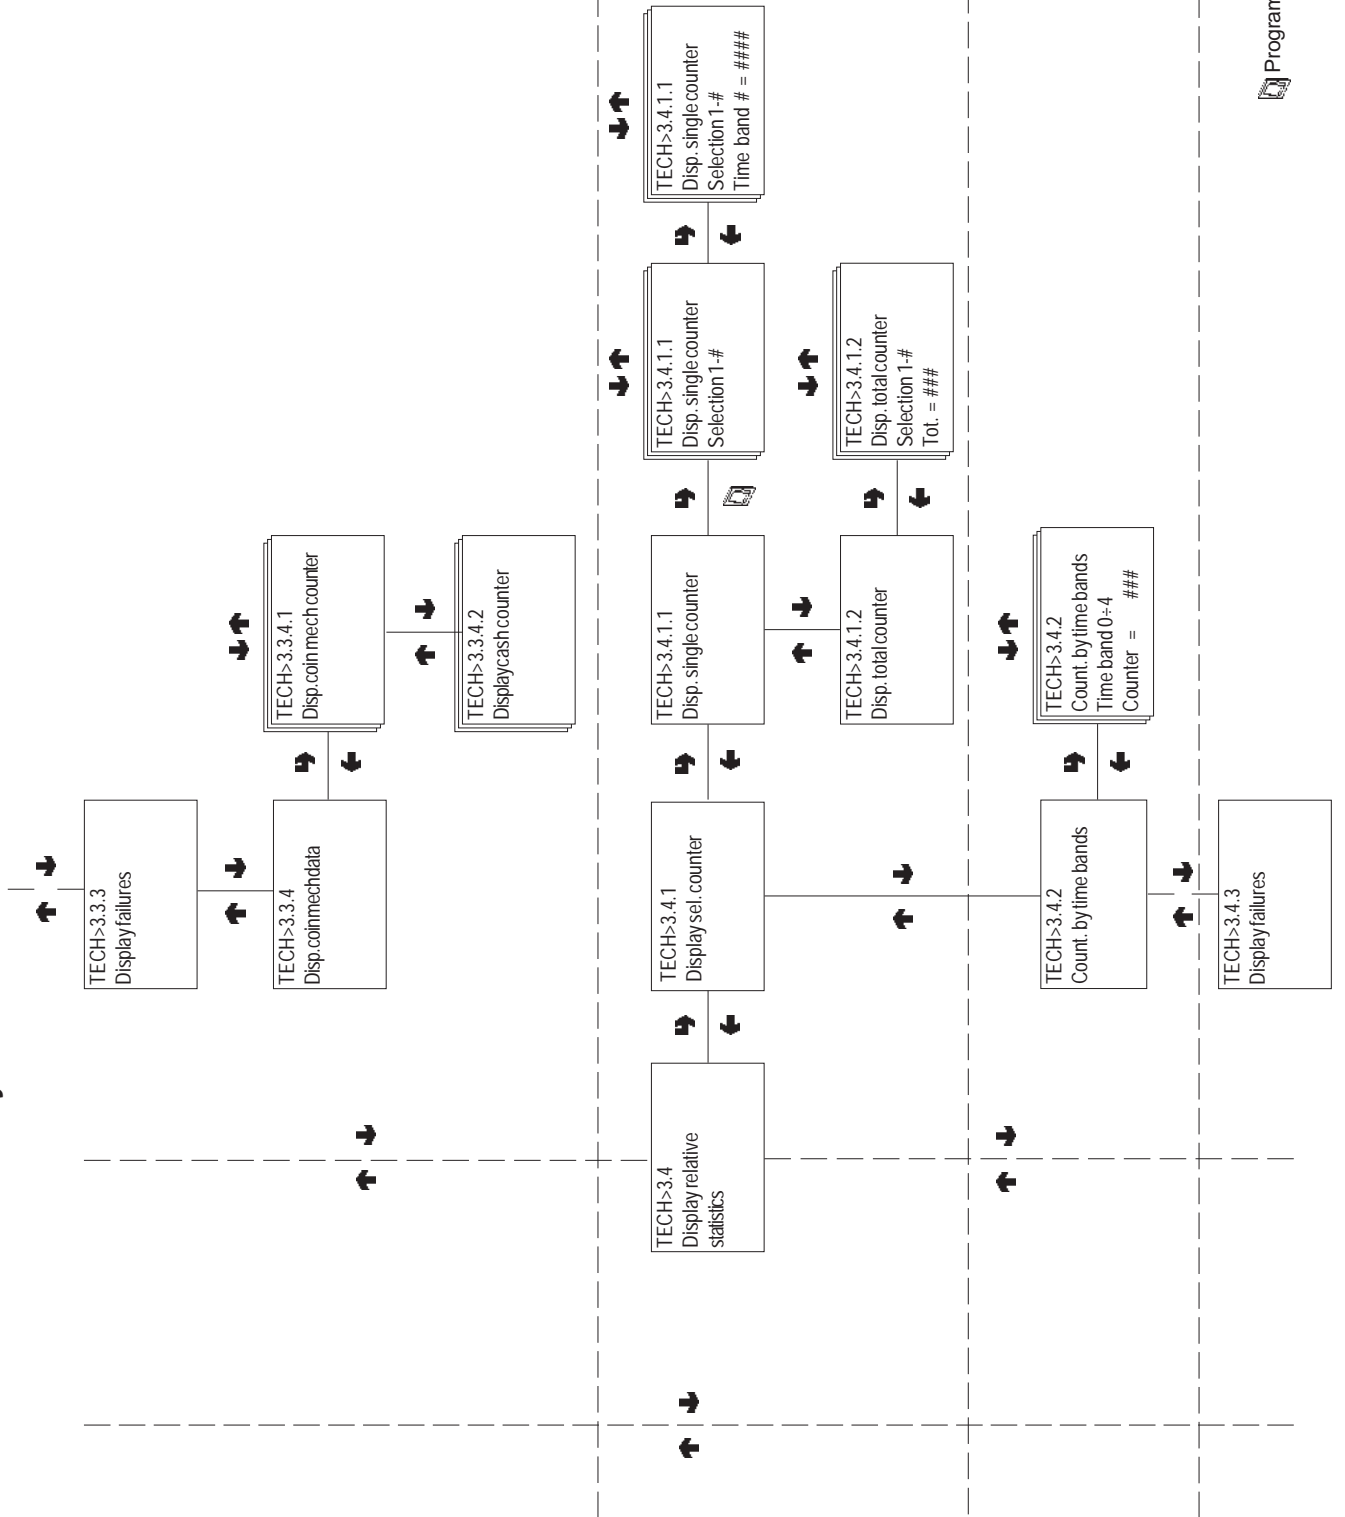 TECH>3.3.3
Display failures
TECH>3.3.4
Disp. coin mech data
TECH>3.3.4.1
Disp. coin mech counter
TECH>3.3.4.2
Display cash counter
TECH>3.4
Display relative
statistics
TECH>3.4.1
Display sel. counter
TECH>3.4.1.1
Disp. single counter
TECH>3.4.1.1
Disp. single counter
Selection 1-#
TECH>3.4.1.1
Disp. single counter
Selection 1-#
Time band # = ####
TECH>3.4.1.2
Disp. total counter
TECH>3.4.1.2
Disp. total counter
Selection 1-#
Tot. = ###
TECH>3.4.2
Count. by time bands
TECH>3.4.2
Count. by time bands
Time band 0÷4
Counter = ###
TECH>3.4.3
Display failures
Program